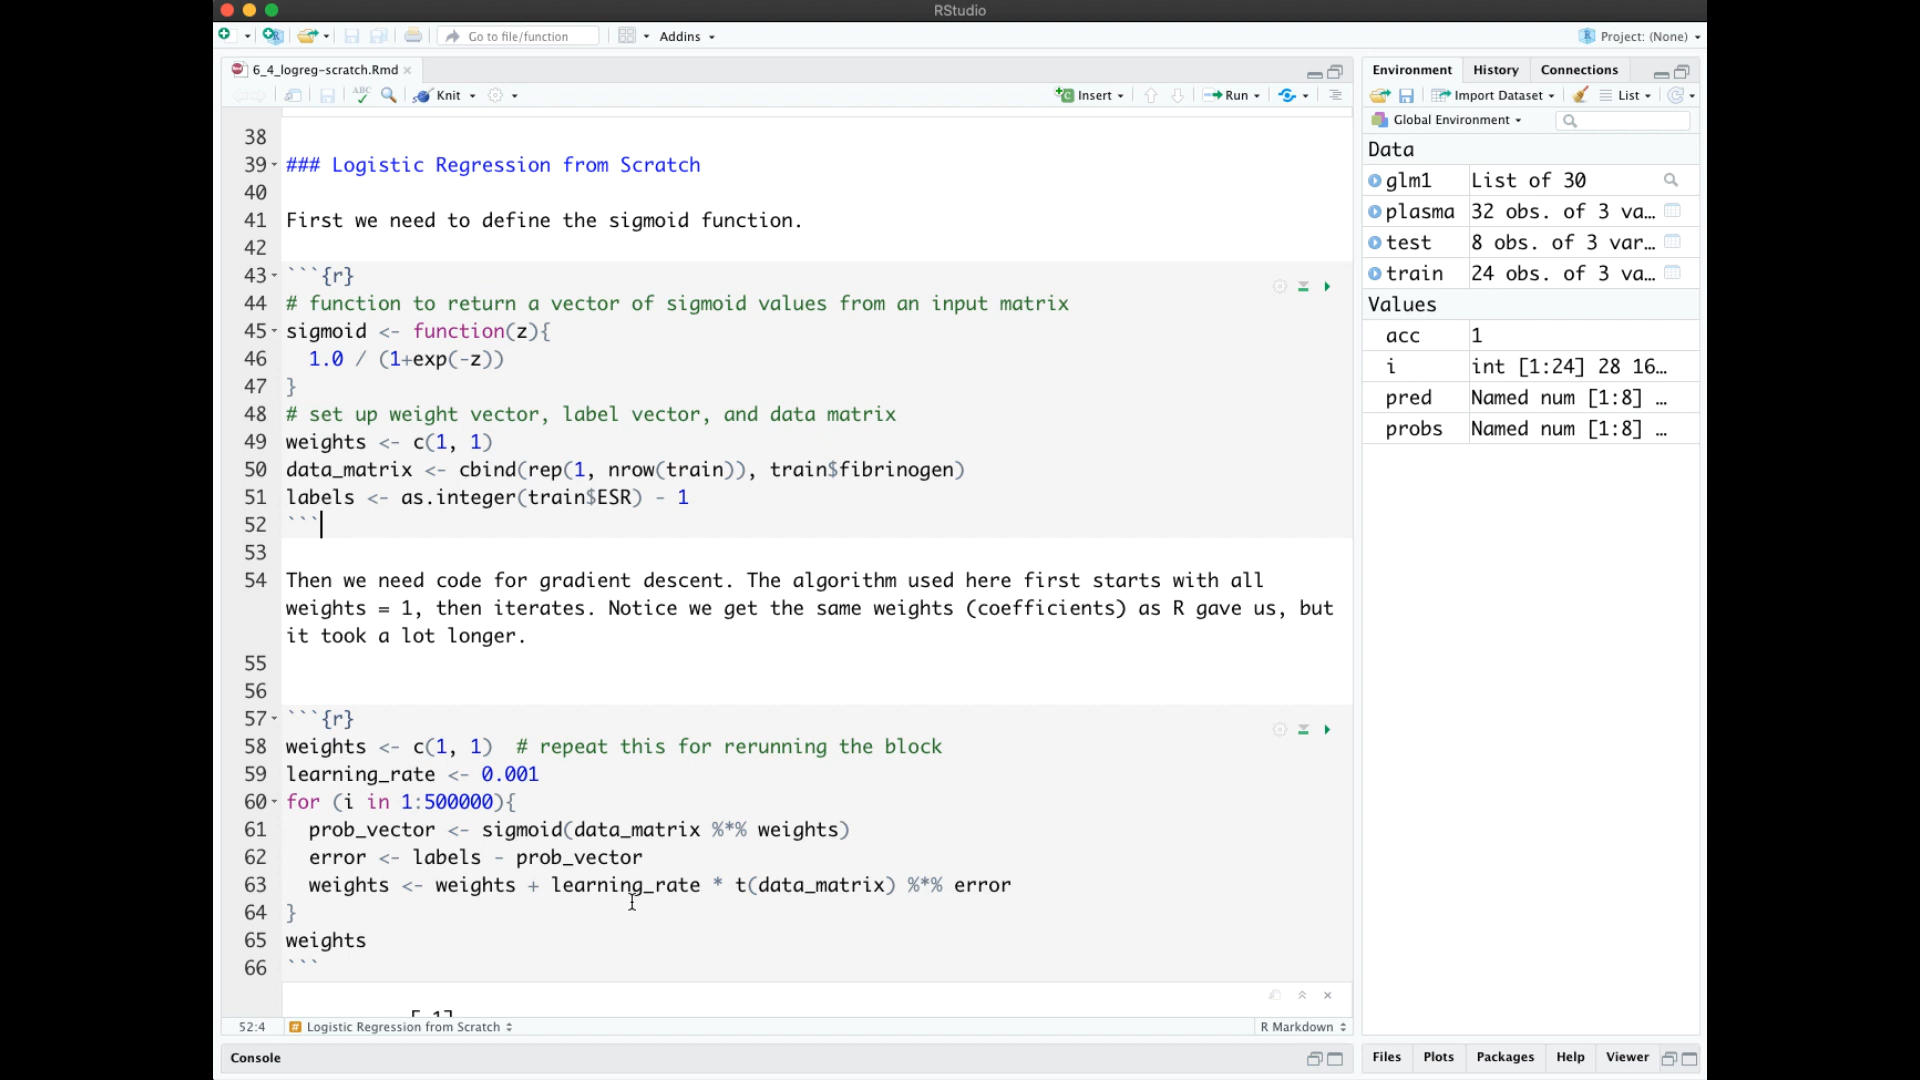 RStudio
Go to file/function
Addins
Project: (None)
6_4_logreg-scratch.Rmd
ABC
Knit
Insert
Run
38
39 ### Logistic Regression from Scratch
40
41 First we need to define the sigmoid function.
42
43 ```{r}
44 # function to return a vector of sigmoid values from an input matrix
45 sigmoid <- function(z){
46 1.0 / (1+exp(-z))
47 }
48 # set up weight vector, label vector, and data matrix
49 weights <- c(1, 1)
50 data_matrix <- cbind(rep(1, nrow(train)), train$fibrinogen)
51 labels <- as.integer(train$ESR) - 1
52 ```
53
54 Then we need code for gradient descent. The algorithm used here first starts with all
weights = 1, then iterates. Notice we get the same weights (coefficients) as R gave us, but
it took a lot longer.
55
56
57 ```{r}
58 weights <- c(1, 1) # repeat this for rerunning the block
59 learning_rate <- 0.001
60 for (i in 1:500000){
61 prob_vector <- sigmoid(data_matrix %*% weights)
62 error <- labels - prob_vector
63 weights <- weights + learning_rate * t(data_matrix) %*% error
64 }
65 weights
66 ```
52:4
# Logistic Regression from Scratch
R Markdown
Console
Environment
History
Connections
Import Dataset
List
Global Environment
Data
glm1 List of 30
plasma 32 obs. of 3 va…
test 8 obs. of 3 var…
train 24 obs. of 3 va…
Values
acc 1
i int [1:24] 28 16…
pred Named num [1:8] …
probs Named num [1:8] …
Files
Plots
Packages
Help
Viewer